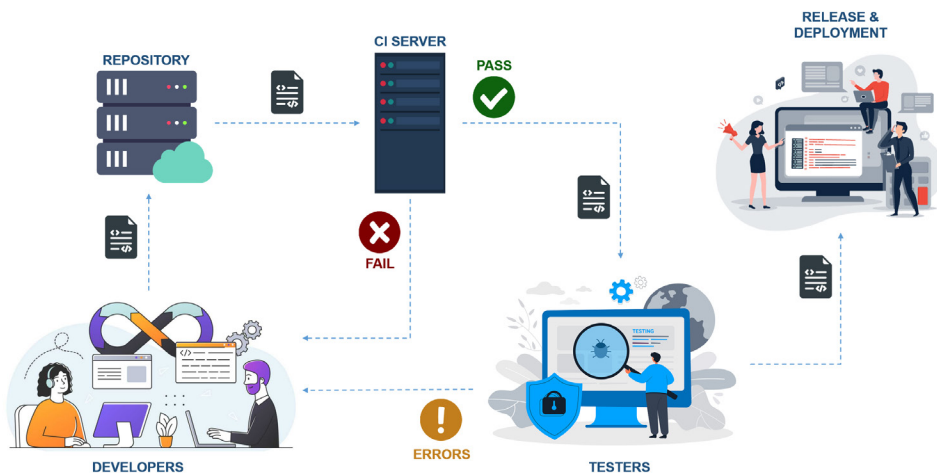 RELEASE &
DEPLOYMENT
CI SERVER
REPOSITORY
PASS
FAIL
TESTING
ERRORS
DEVELOPERS
TESTERS